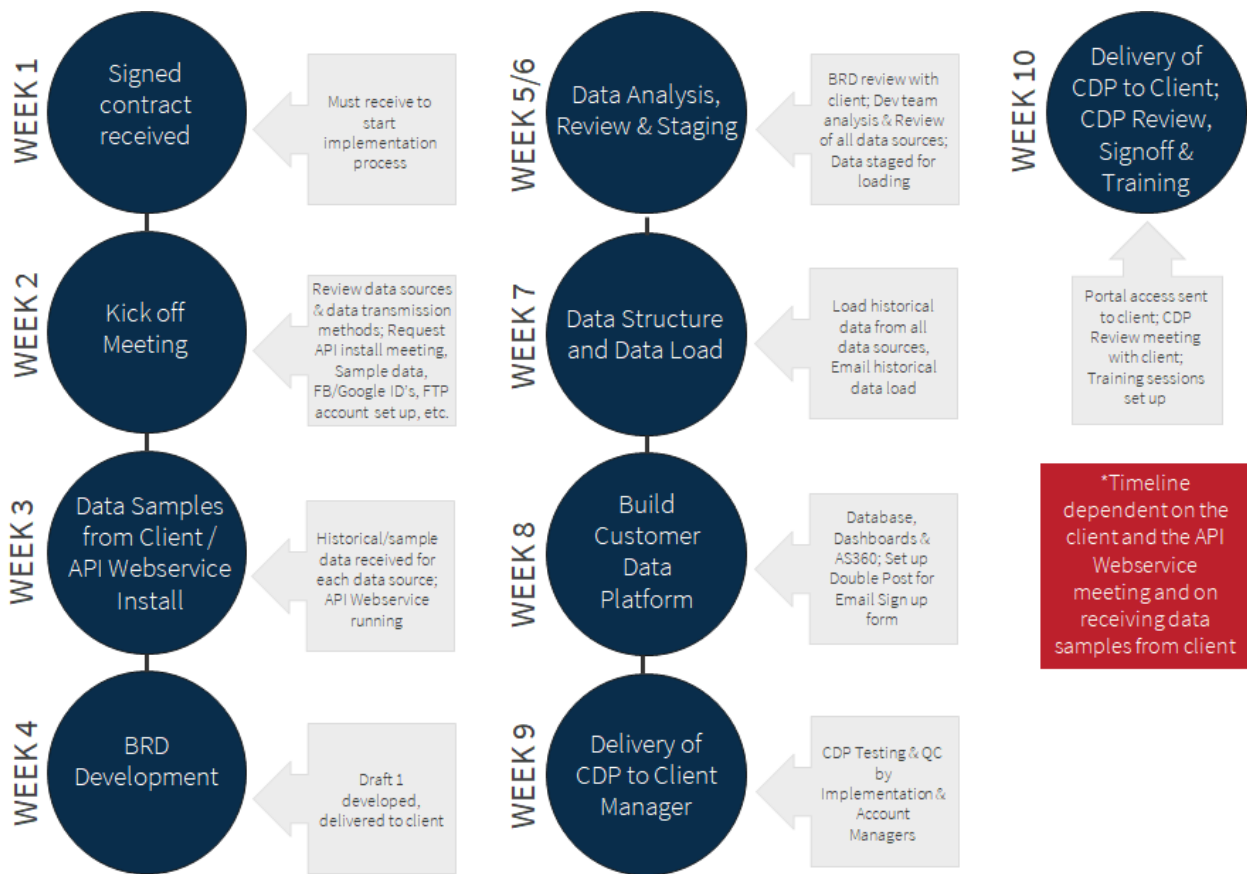 WEEK 1
Signed
contract
received
Must receive to
start
implementation
process
WEEK 2
Kick off
Meeting
Review data sources
& data transmission
methods; Request
API install meeting,
Sample data,
FB/Google ID's, FTP
account set up, etc.
WEEK 3
Data Samples
from Client /
API Webservice
Install
Historical/sample
data received for
each data source;
API Webservice
running
WEEK 4
BRD
Development
Draft 1
developed,
delivered to client
WEEK 5/6
Data Analysis,
Review & Staging
BRD review with
client; Dev team
analysis & Review
of all data sources;
Data staged for
loading
WEEK 7
Data Structure
and Data Load
Load historical
data from all
data sources,
Email historical
data load
WEEK 8
Build
Customer
Data
Platform
Database,
Dashboards &
AS360; Set up
Double Post for
Email Sign up
form
WEEK 9
Delivery of
CDP to Client
Manager
CDP Testing & QC
by
Implementation &
Account
Managers
WEEK 10
Delivery of
CDP to Client;
CDP Review,
Signoff &
Training
Portal access sent
to client; CDP
Review meeting
with client;
Training sessions
set up
*Timeline
dependent on the
client and the API
Webservice
meeting and on
receiving data
samples from client